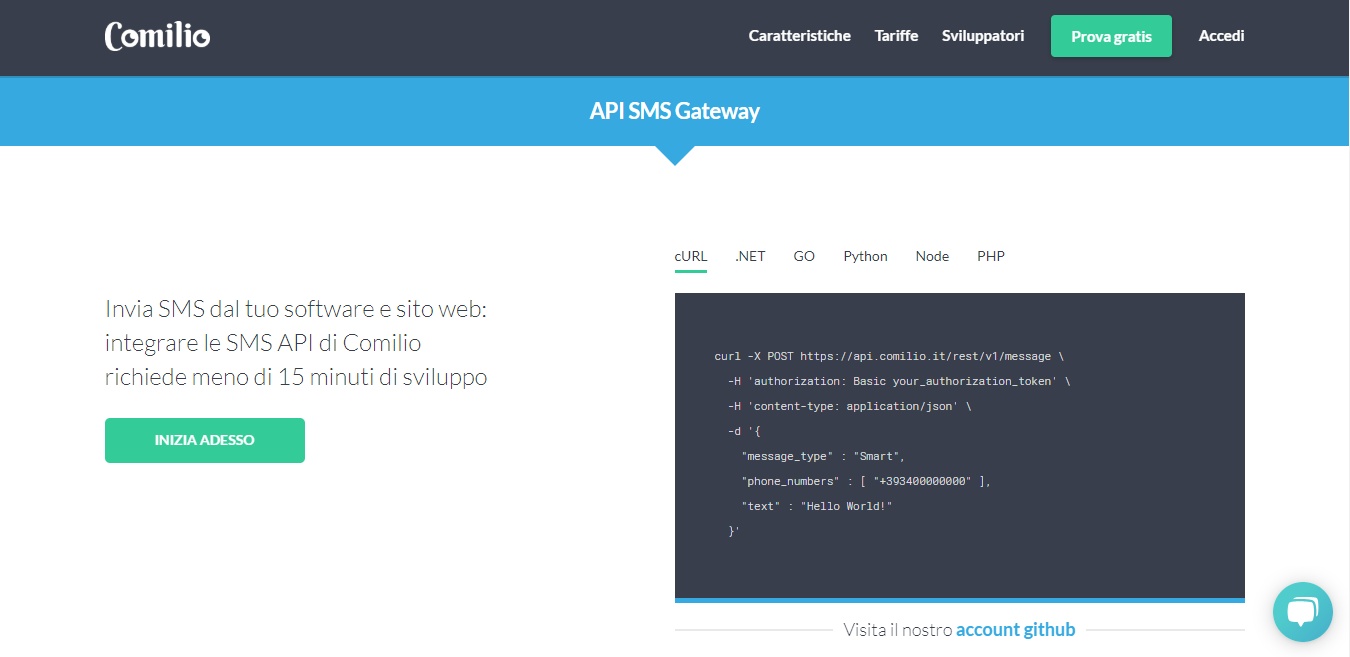 Comilio
Caratteristiche
Tariffe
Sviluppatori
Prova gratis
Accedi
API SMS Gateway
Invia SMS dal tuo software e sito web:
integrare le SMS API di Comilio
richiede meno di 15 minuti di sviluppo
INIZIA ADESSO
cURL
.NET
GO
Python
Node
PHP
curl -X POST https://api.comilio.it/rest/v1/message \
-H 'authorization: Basic your_authorization_token' \
-H 'content-type: application/json' \
-d '{
"message_type" : "Smart",
"phone_numbers" : [ "+393400000000" ],
"text" : "Hello World!"
}'
Visita il nostro account github